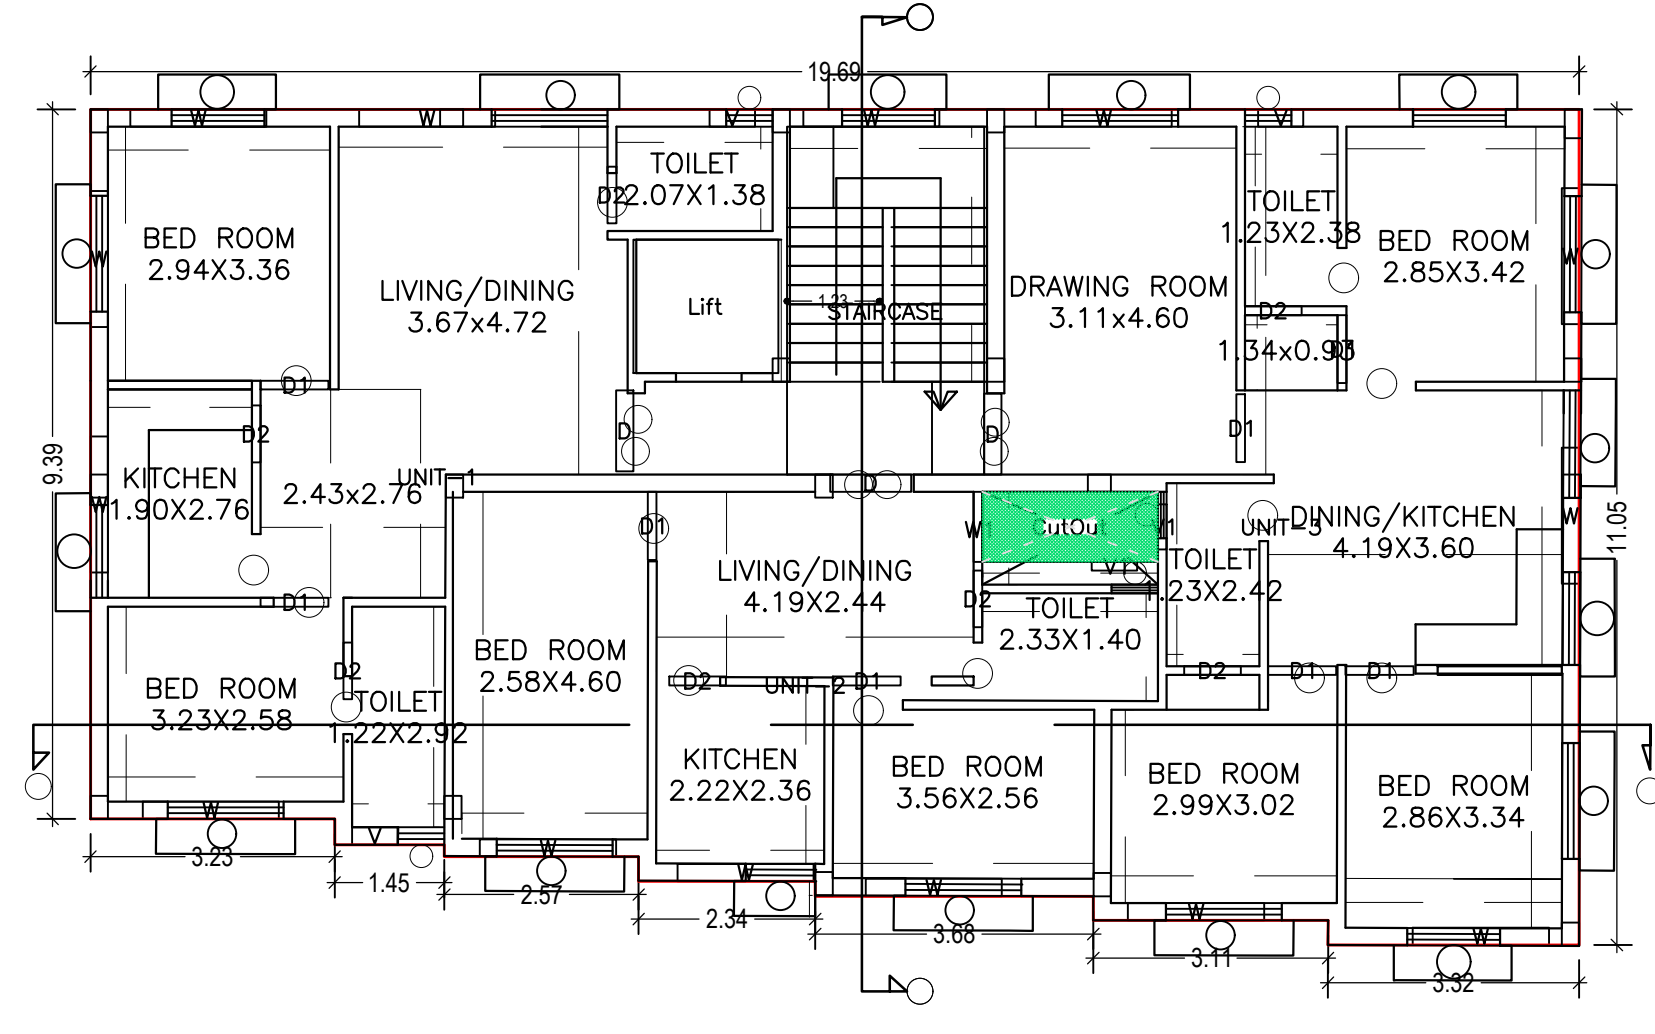 19.69
W
W
V
W
W
V
TOILET
2.07X1.38
D2
BED ROOM
2.94X3.36
W
LIVING/DINING
3.67x4.72
Lift
1.23
STAIRCASE
DRAWING ROOM
3.11x4.60
TOILET
1.23X2.38
BED ROOM
2.85X3.42
W
D2
1.34x0.93
D1
D2
D
D
D1
9.39
KITCHEN
1.90X2.76
W
UNIT-1
2.43x2.76
D
D1
W1
CutOut
V1
UNIT-3
DINING/KITCHEN
4.19X3.60
W
11.05
LIVING/DINING
4.19X2.44
V1
TOILET
1.23X2.42
D2
TOILET
2.33X1.40
D1
BED ROOM
2.58X4.60
D2
D2
D1
D2
D1
D1
UNIT-2
BED ROOM
3.23X2.58
TOILET
1.22X2.92
KITCHEN
2.22X2.36
BED ROOM
3.56X2.56
BED ROOM
2.99X3.02
BED ROOM
2.86X3.34
W
V
W
W
W
W
W
3.23
1.45
2.57
2.34
3.68
3.11
3.32